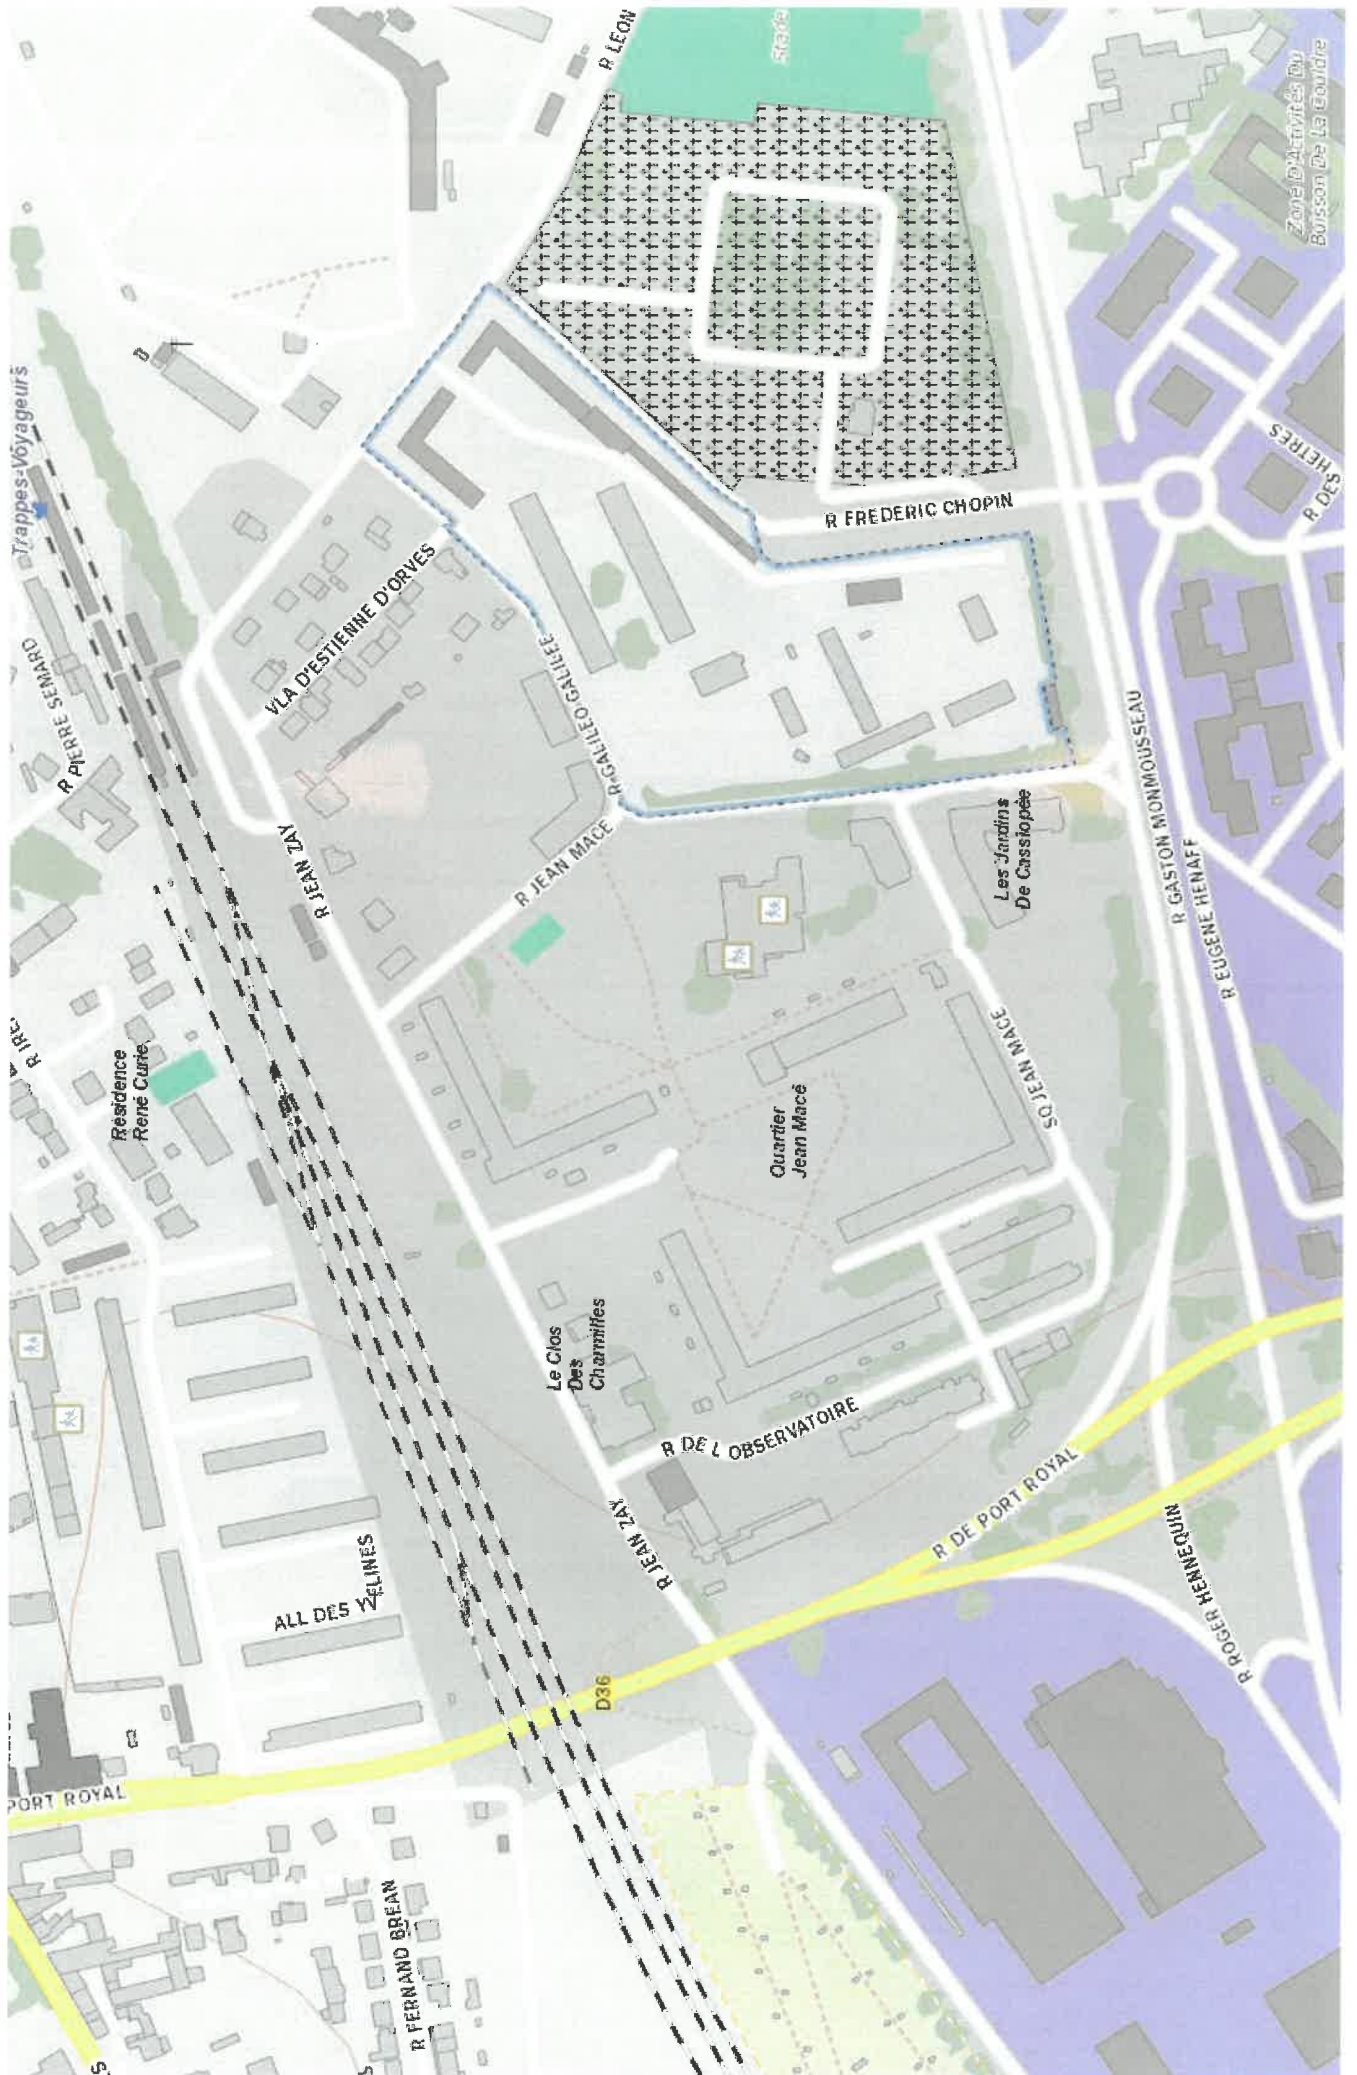 R LEON
Stade
Zone D'Activités Du
Buisson De La Couldre
Trappes-Voyageurs
R PIERRE SEMARD
VLA D'ESTIENNE D'ORVES
R GALILEO GALILEE
R FREDERIC CHOPIN
R DES HETRES
R JEAN ZAY
R JEAN MACE
Les Jardins
De Cassiopée
R GASTON MONMOUSSEAU
R EUGENE HENAFF
Résidence
René Curie
SQ JEAN MACE
Quartier
Jean Macé
Le Clos
Des
Charmilles
R DE L OBSERVATOIRE
R JEAN ZAY
R DE PORT ROYAL
R ROGER HENNEQUIN
ALL DES YVELINES
D36
PORT ROYAL
R FERNAND BREAN